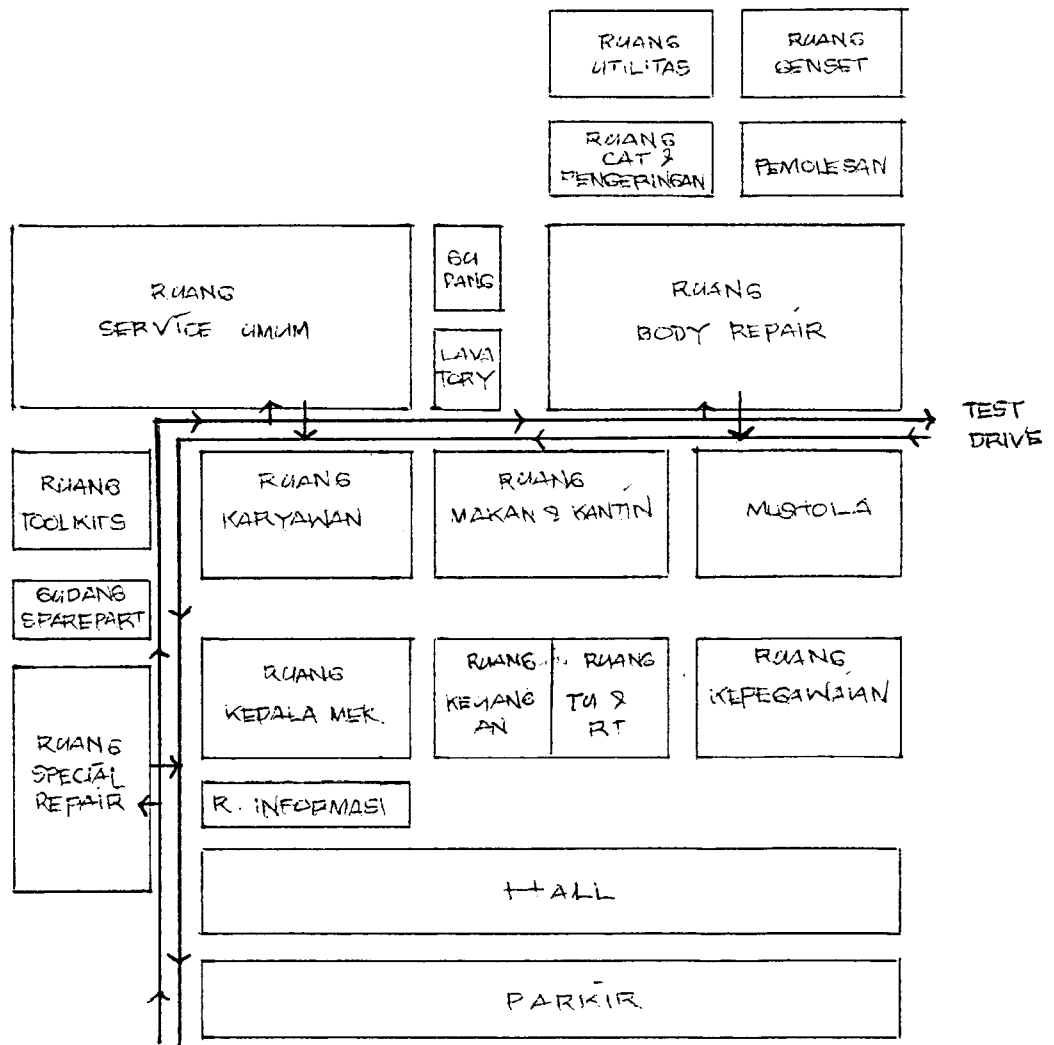 RUANG
UTILITAS
RUANG
GENSET
RUANG
CAT &
PENGERINGAN
PEMOLESAN
RUANG
SERVICE UMUM
GU
DANG
LAVA
TORY
RUANG
BODY REPAIR
TEST
DRIVE
RUANG
TOOLKITS
RUANG
KARYAWAN
RUANG
MAKAN & KANTIN
MUSHOLA
GUDANG
SPAREPART
RUANG
KEPALA MEK.
RUANG
KEUANG
AN
RUANG
TU &
RT
RUANG
KEPEGAWAIAN
RUANG
SPECIAL
REPAIR
R. INFORMASI
HALL
PARKIR